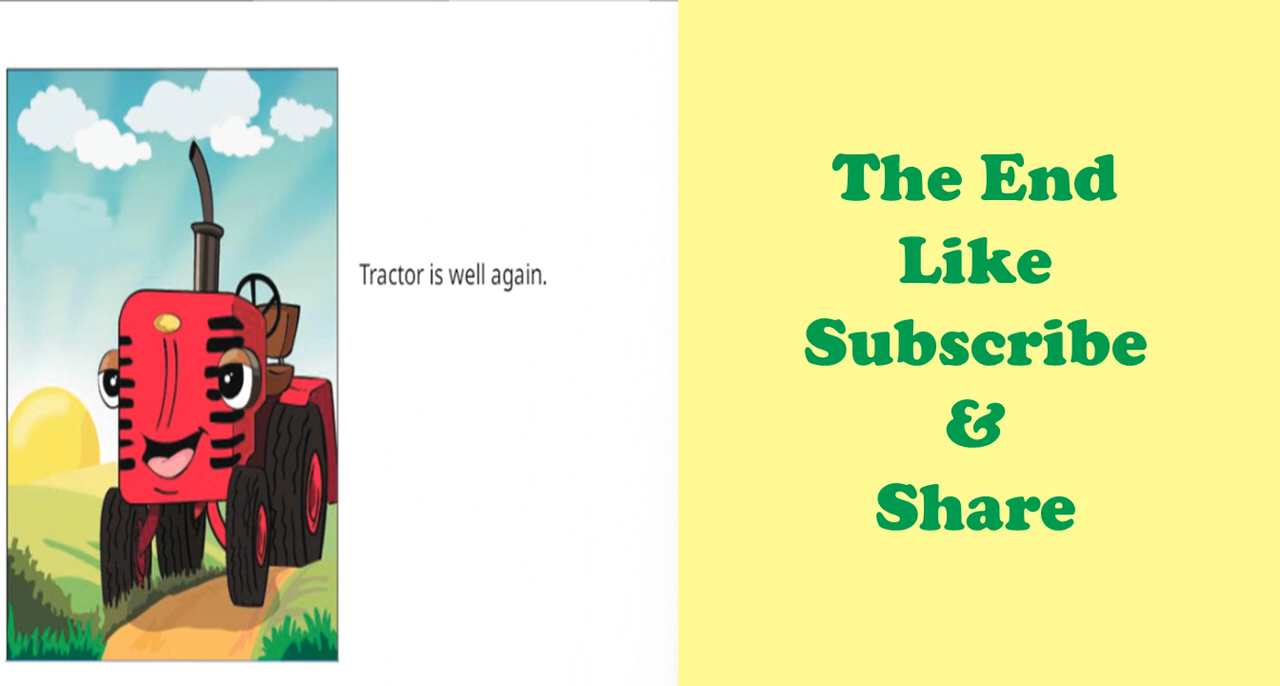 Tractor is well again.
The End
Like
Subscribe
&
Share